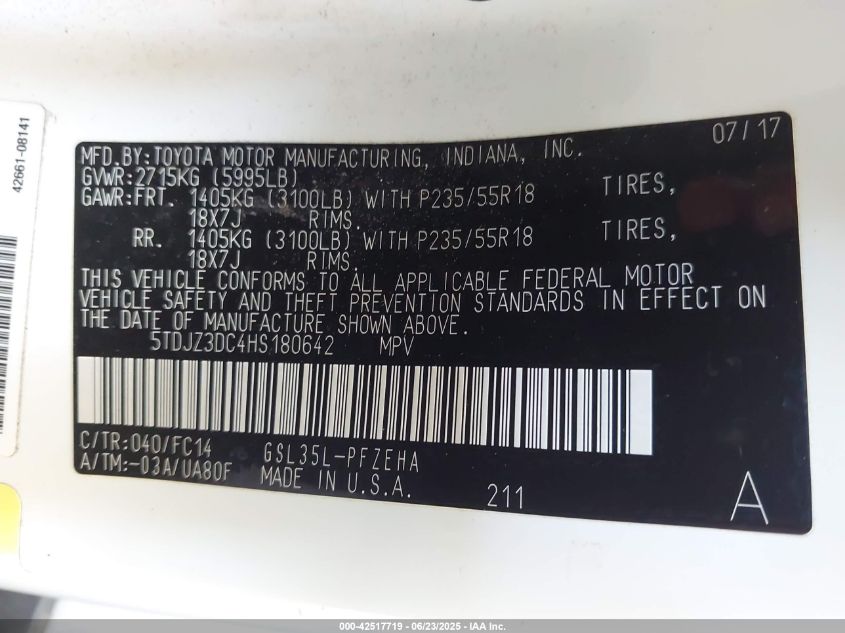 42661-08141
07/17
MFD.BY:TOYOTA MOTOR MANUFACTURING, INDIANA, INC.
GVWR:2715KG (5995LB)
GAWR:FRT. 1405KG (3100LB) WITH P235/55R18 TIRES,
18X7J RIMS.
RR. 1405KG (3100LB) WITH P235/55R18 TIRES,
18X7J RIMS.
THIS VEHICLE CONFORMS TO ALL APPLICABLE FEDERAL MOTOR
VEHICLE SAFETY AND THEFT PREVENTION STANDARDS IN EFFECT ON
THE DATE OF MANUFACTURE SHOWN ABOVE.
5TDJZ3DC4HS180642 MPV
C/TR:040/FC14 GSL35L-PFZEHA
A/TM:-03A/UA80F MADE IN U.S.A.
211 A
000-42517719 - 06/23/2025 - IAA Inc.